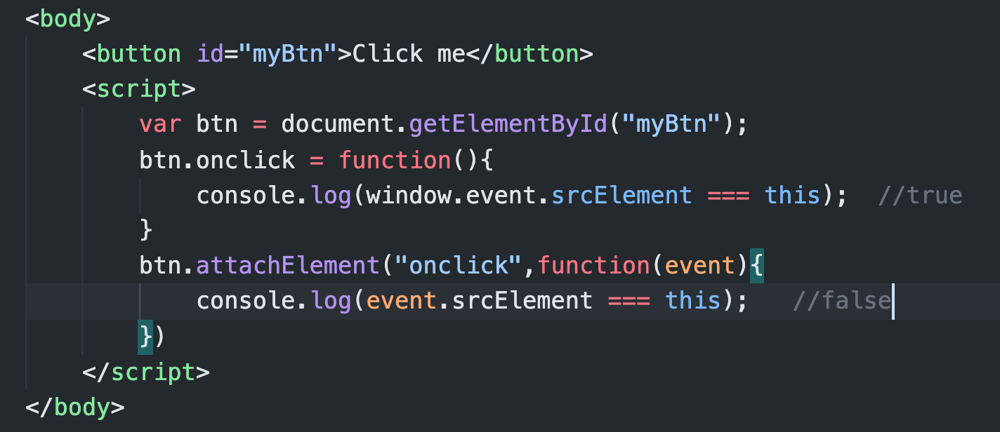 <body>
    <button id="myBtn">Click me</button>
    <script>
        var btn = document.getElementById("myBtn");
        btn.onclick = function(){
            console.log(window.event.srcElement === this);  //true
        }
        btn.attachElement("onclick",function(event){
            console.log(event.srcElement === this);   //false
        })
    </script>
</body>